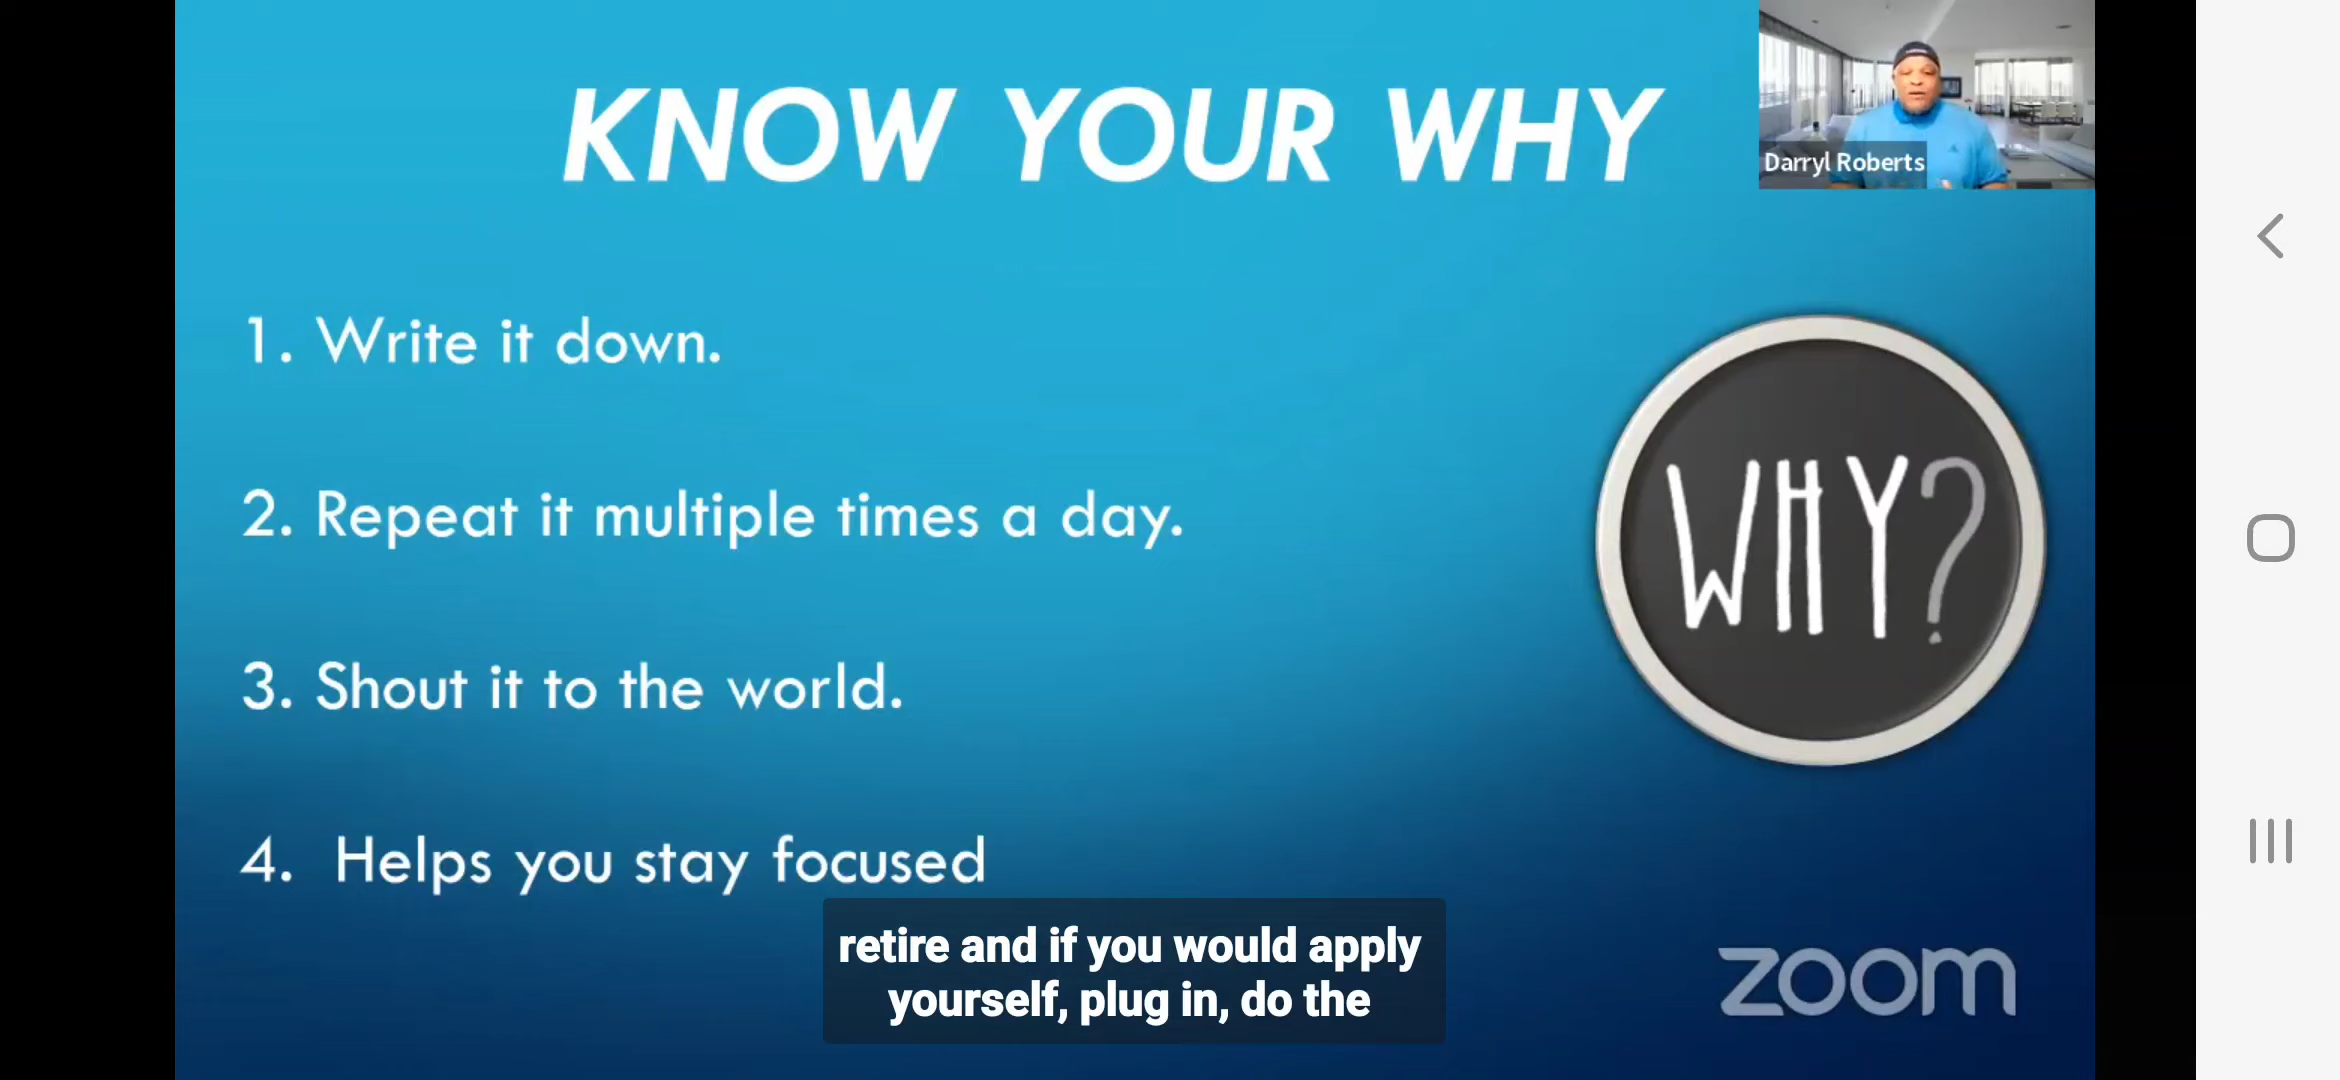 KNOW YOUR WHY
Darryl Roberts
1. Write it down.
2. Repeat it multiple times a day.
WHY?
3. Shout it to the world.
4. Helps you stay focused
retire and if you would apply
yourself, plug in, do the
zoom